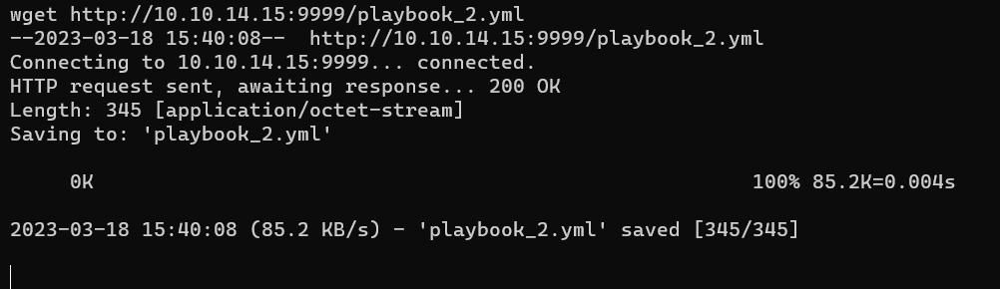 wget http://10.10.14.15:9999/playbook_2.yml
--2023-03-18 15:40:08--  http://10.10.14.15:9999/playbook_2.yml
Connecting to 10.10.14.15:9999... connected.
HTTP request sent, awaiting response... 200 OK
Length: 345 [application/octet-stream]
Saving to: 'playbook_2.yml'
0K 100% 85.2K=0.004s
2023-03-18 15:40:08 (85.2 KB/s) - 'playbook_2.yml' saved [345/345]